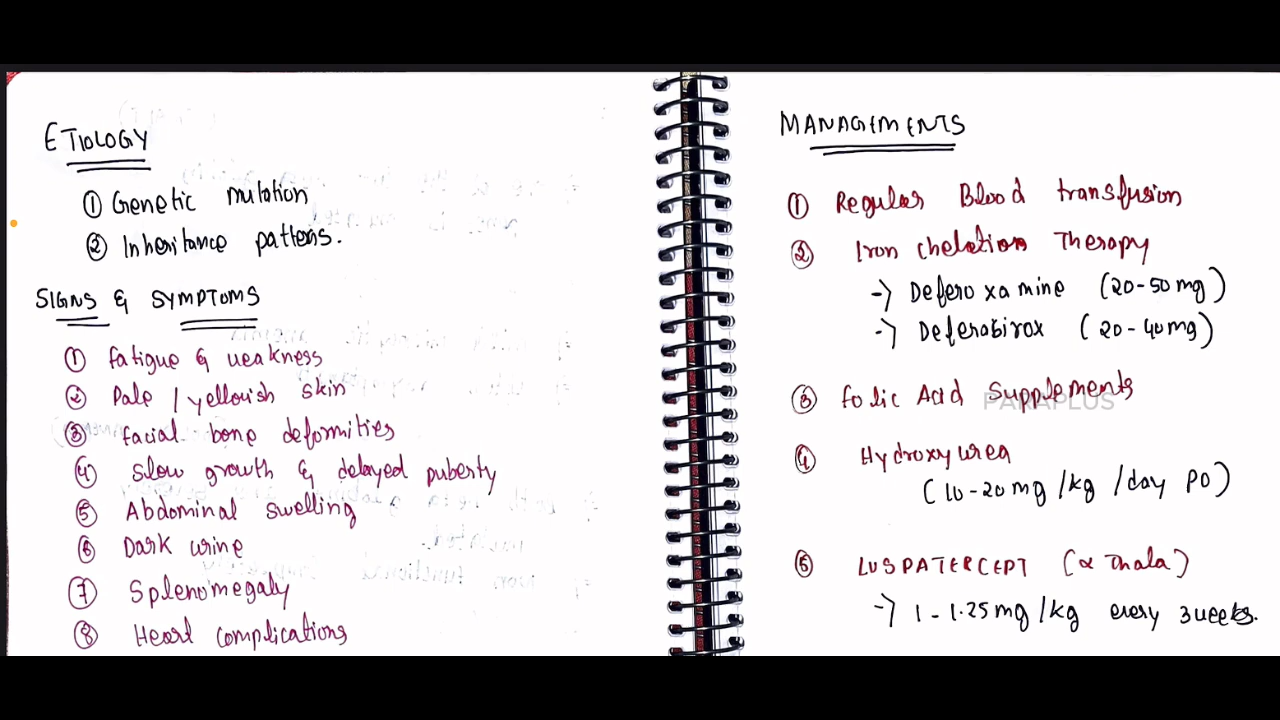 ETIOLOGY
① Genetic mutation
② Inheritance patterns.
SIGNS & SYMPTOMS
① Fatigue & weakness
② Pale / yellowish skin
③ Facial bone deformities
④ Slow growth & delayed puberty
⑤ Abdominal swelling
⑥ Dark urine
⑦ Splenomegaly
⑧ Heart complications
MANAGEMENTS
① Regular Blood transfusion
② Iron chelation Therapy
→ Deferoxamine (20-50mg)
→ Deferasirox (20-40mg)
③ Folic Acid Supplements
PARAPLUS
④ Hydroxyurea
(10-20mg/kg/day PO)
⑤ LUSPATERCEPT (α Thala)
→ 1-1.25mg/kg every 3 weeks.